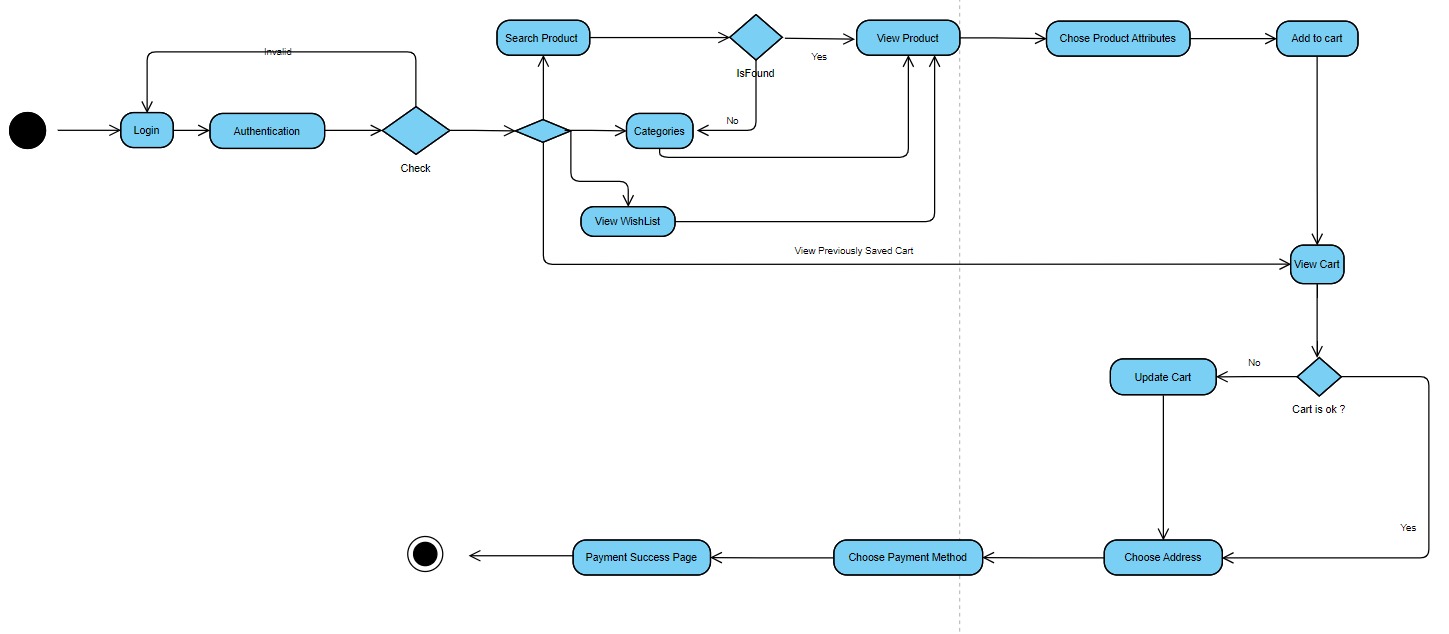 Search Product
IsFound
Yes
View Product
Chose Product Attributes
Add to cart
Invalid
Login
Authentication
Check
Categories
No
View WishList
View Previously Saved Cart
View Cart
Cart is ok ?
No
Update Cart
Yes
Choose Address
Choose Payment Method
Payment Success Page